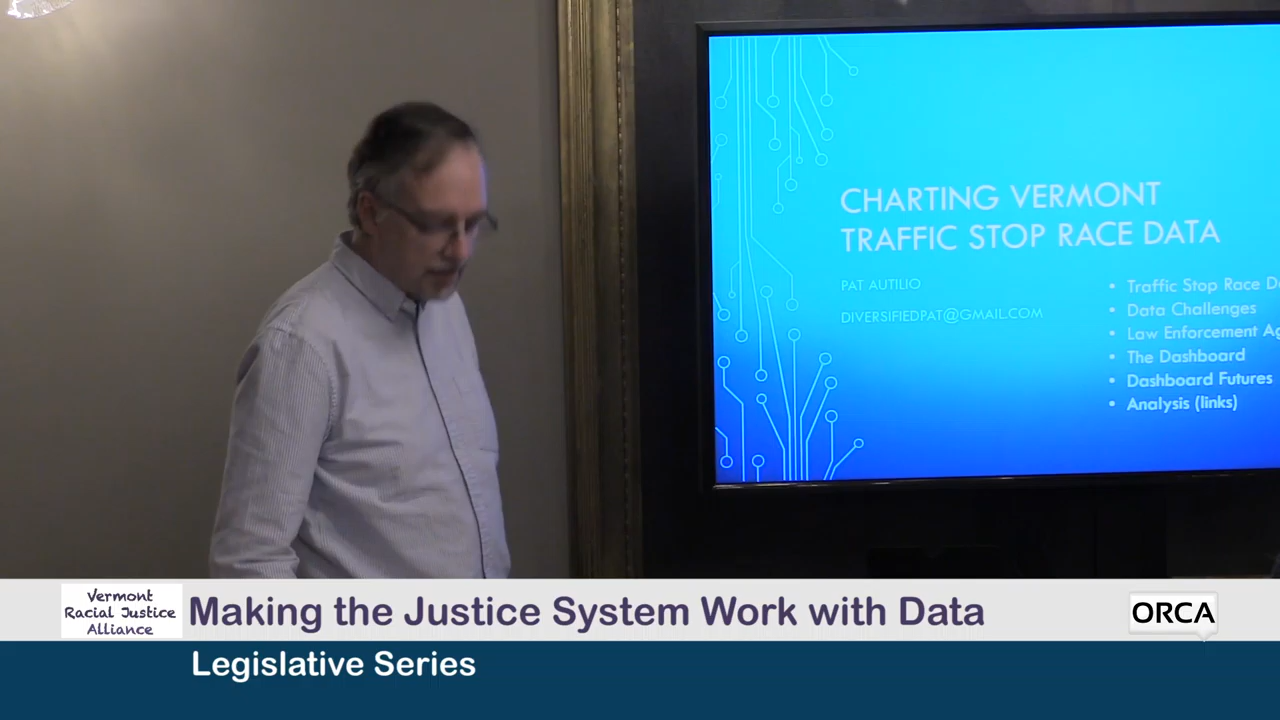 CHARTING VERMONT
TRAFFIC STOP RACE DATA
PAT AUTILIO
DIVERSIFIEDPAT@GMAIL.COM
• Traffic Stop Race
• Data Challenges
• Law Enforcement
• The Dashboard
• Dashboard Futures
• Analysis (links)
Vermont
Racial Justice
Alliance
Making the Justice System Work with Data
ORCA
Legislative Series